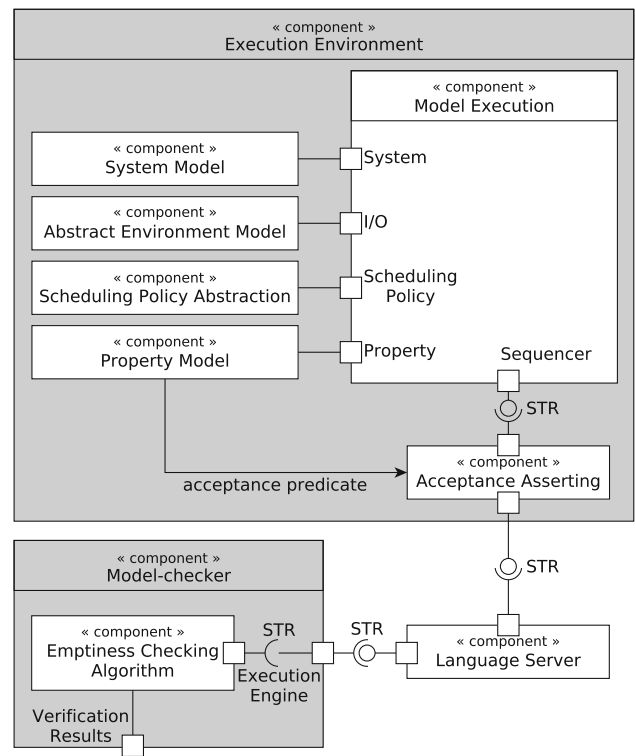 « component »
Execution Environment
« component »
Model Execution
« component »
System Model
System
« component »
Abstract Environment Model
I/O
« component »
Scheduling Policy Abstraction
Scheduling
Policy
« component »
Property Model
Property
Sequencer
STR
« component »
Acceptance Asserting
acceptance predicate
STR
« component »
Model-checker
« component »
Emptiness Checking
Algorithm
STR
Execution
Engine
STR
« component »
Language Server
Verification
Results